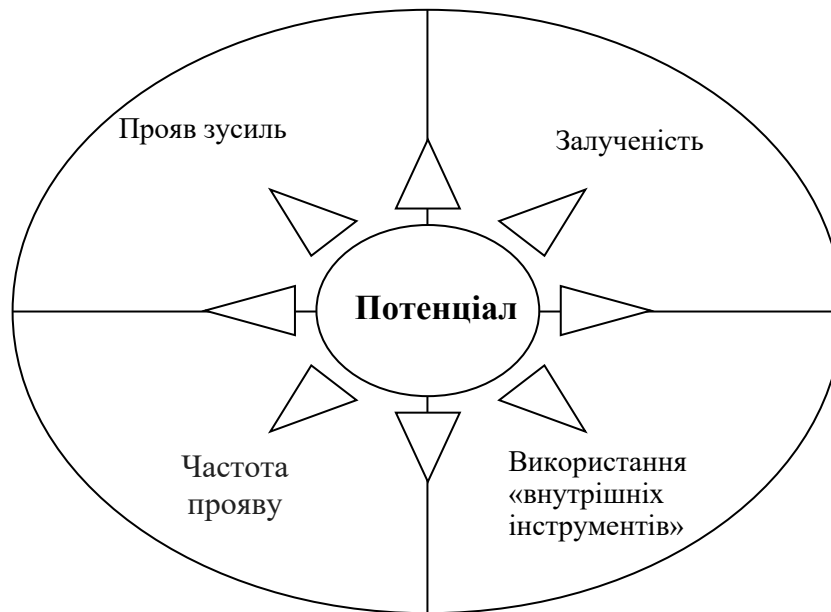 Прояв зусиль
Залученість
Потенціал
Частота
прояву
Використання
«внутрішніх
інструментів»